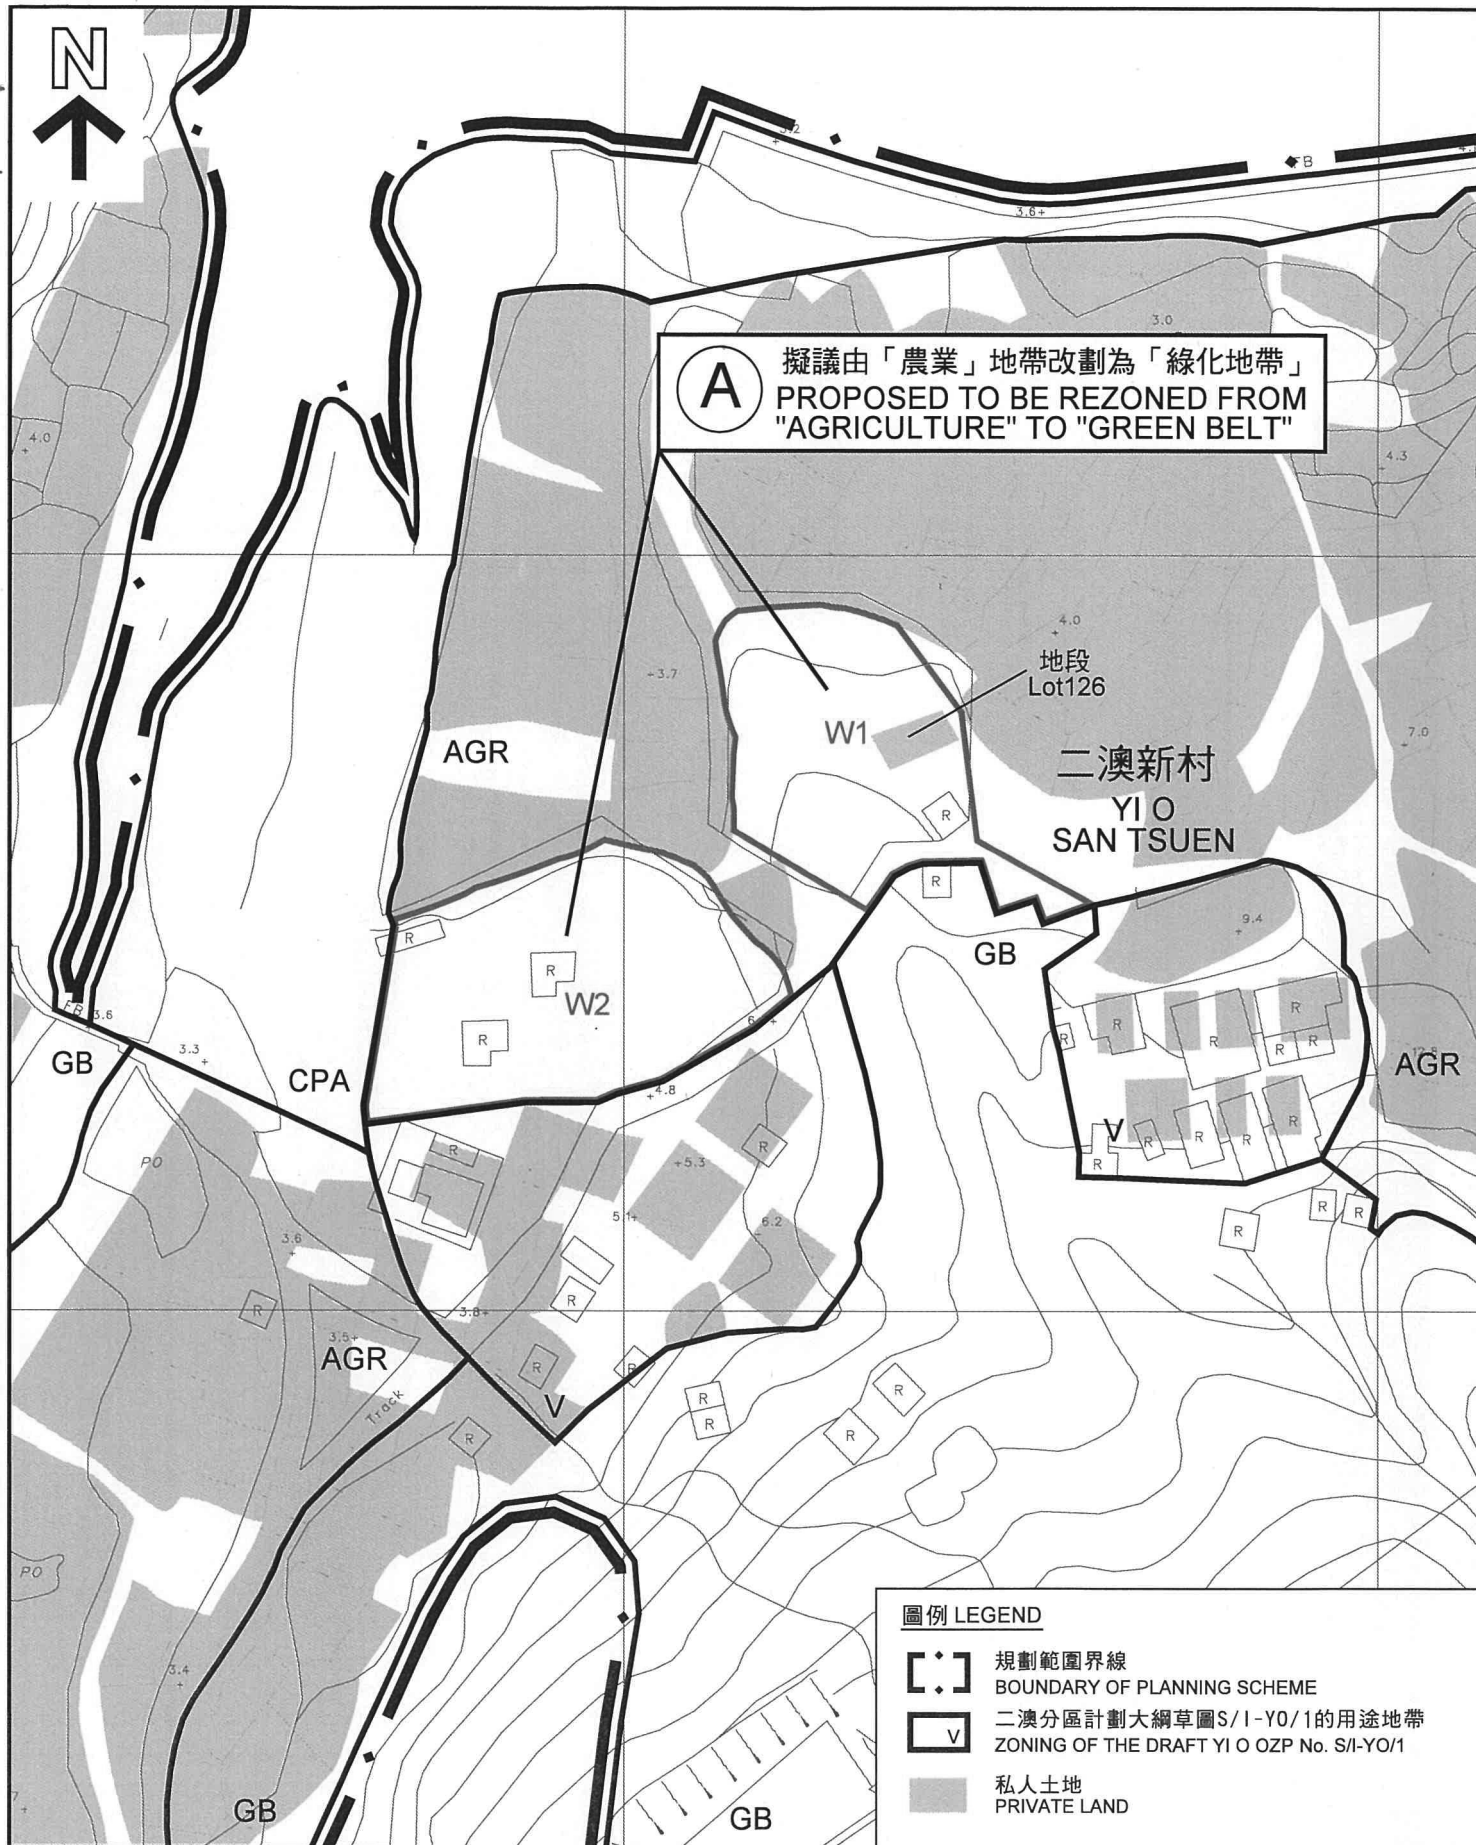 N
3.2
FB
3.6+
3.0
A
擬議由「農業」地帶改劃為「綠化地帶」
PROPOSED TO BE REZONED FROM
"AGRICULTURE" TO "GREEN BELT"
4.0
4.3
4.0
+3.7
地段
Lot126
W1
AGR
7.0
二澳新村
YI O
SAN TSUEN
R
R
R
9.4
GB
R
W2
R
FB
3.6
3.3
GB
CPA
R
R
R
R
R
R
AGR
4.8
V
R
R
R
R
R
R
R
+5.3
PO
5.1+
6.2
R
R
R
3.6
R
R
3.8+
3.5+
AGR
R
R
V
Track
R
R
R
R
R
PO
3.4
GB
GB
圖例 LEGEND
規劃範圍界線
BOUNDARY OF PLANNING SCHEME
V
二澳分區計劃大綱草圖S/I-YO/1的用途地帶
ZONING OF THE DRAFT YI O OZP No. S/I-YO/1
私人土地
PRIVATE LAND